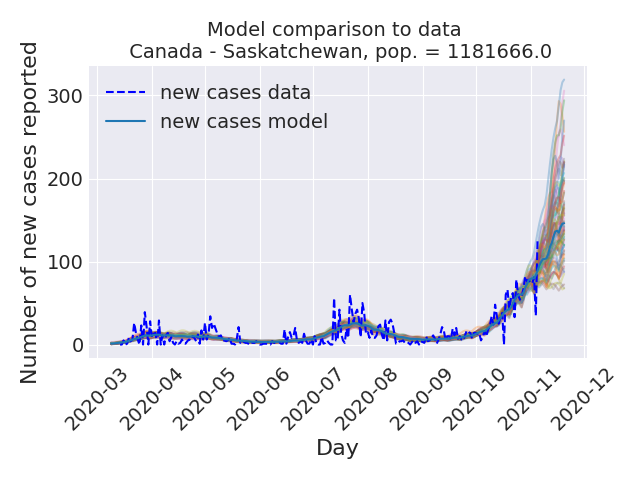 Model comparison to data
Canada - Saskatchewan, pop. = 1181666.0
Number of new cases reported
300
200
100
0
new cases data
new cases model
2020-03
2020-04
2020-05
2020-06
2020-07
2020-08
2020-09
2020-10
2020-11
2020-12
Day